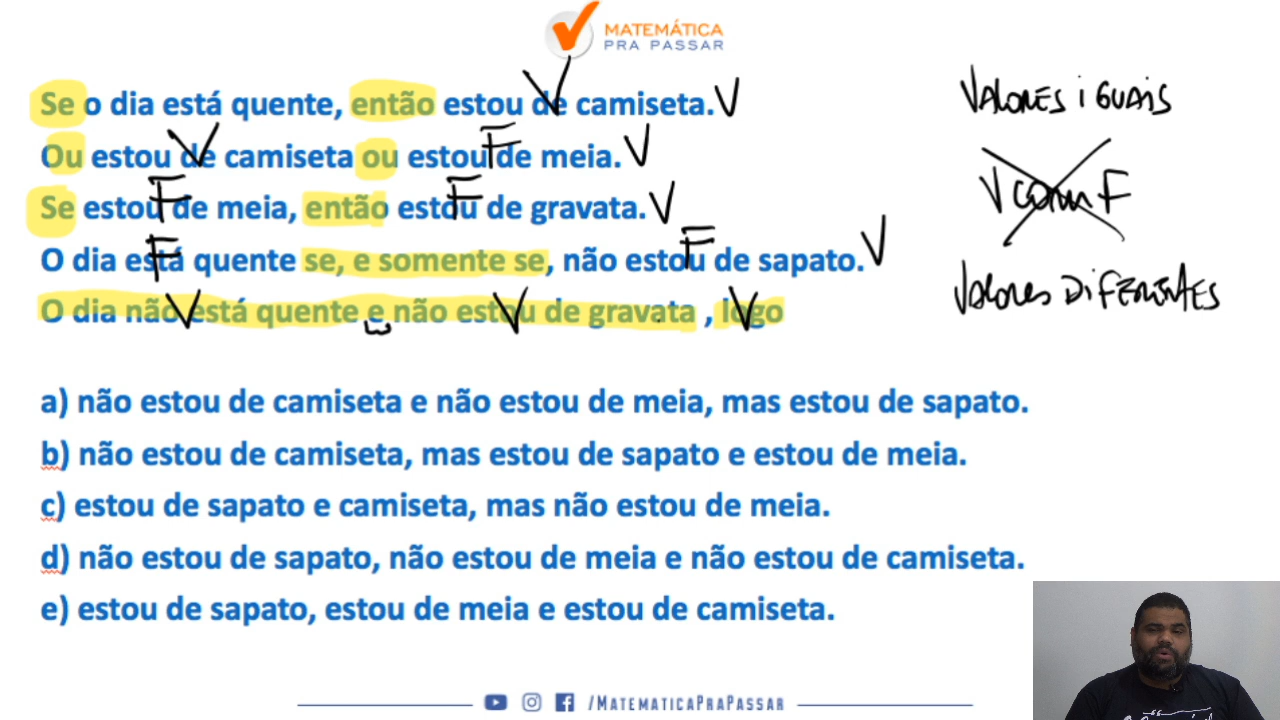 MATEMÁTICA
PRA PASSAR
Se o dia está quente, então estou de camiseta. V
V
Ou estou de camiseta ou estou de meia. V
V F
Se estou de meia, então estou de gravata. V
F F
O dia está quente se, e somente se, não estou de sapato. V
F F
O dia não está quente e não estou de gravata , logo
V V V
VALORES IGUAIS
V com F
VALORES DIFERENTES
a) não estou de camiseta e não estou de meia, mas estou de sapato.
b) não estou de camiseta, mas estou de sapato e estou de meia.
c) estou de sapato e camiseta, mas não estou de meia.
d) não estou de sapato, não estou de meia e não estou de camiseta.
e) estou de sapato, estou de meia e estou de camiseta.
/MATEMATICAPRAPASSAR